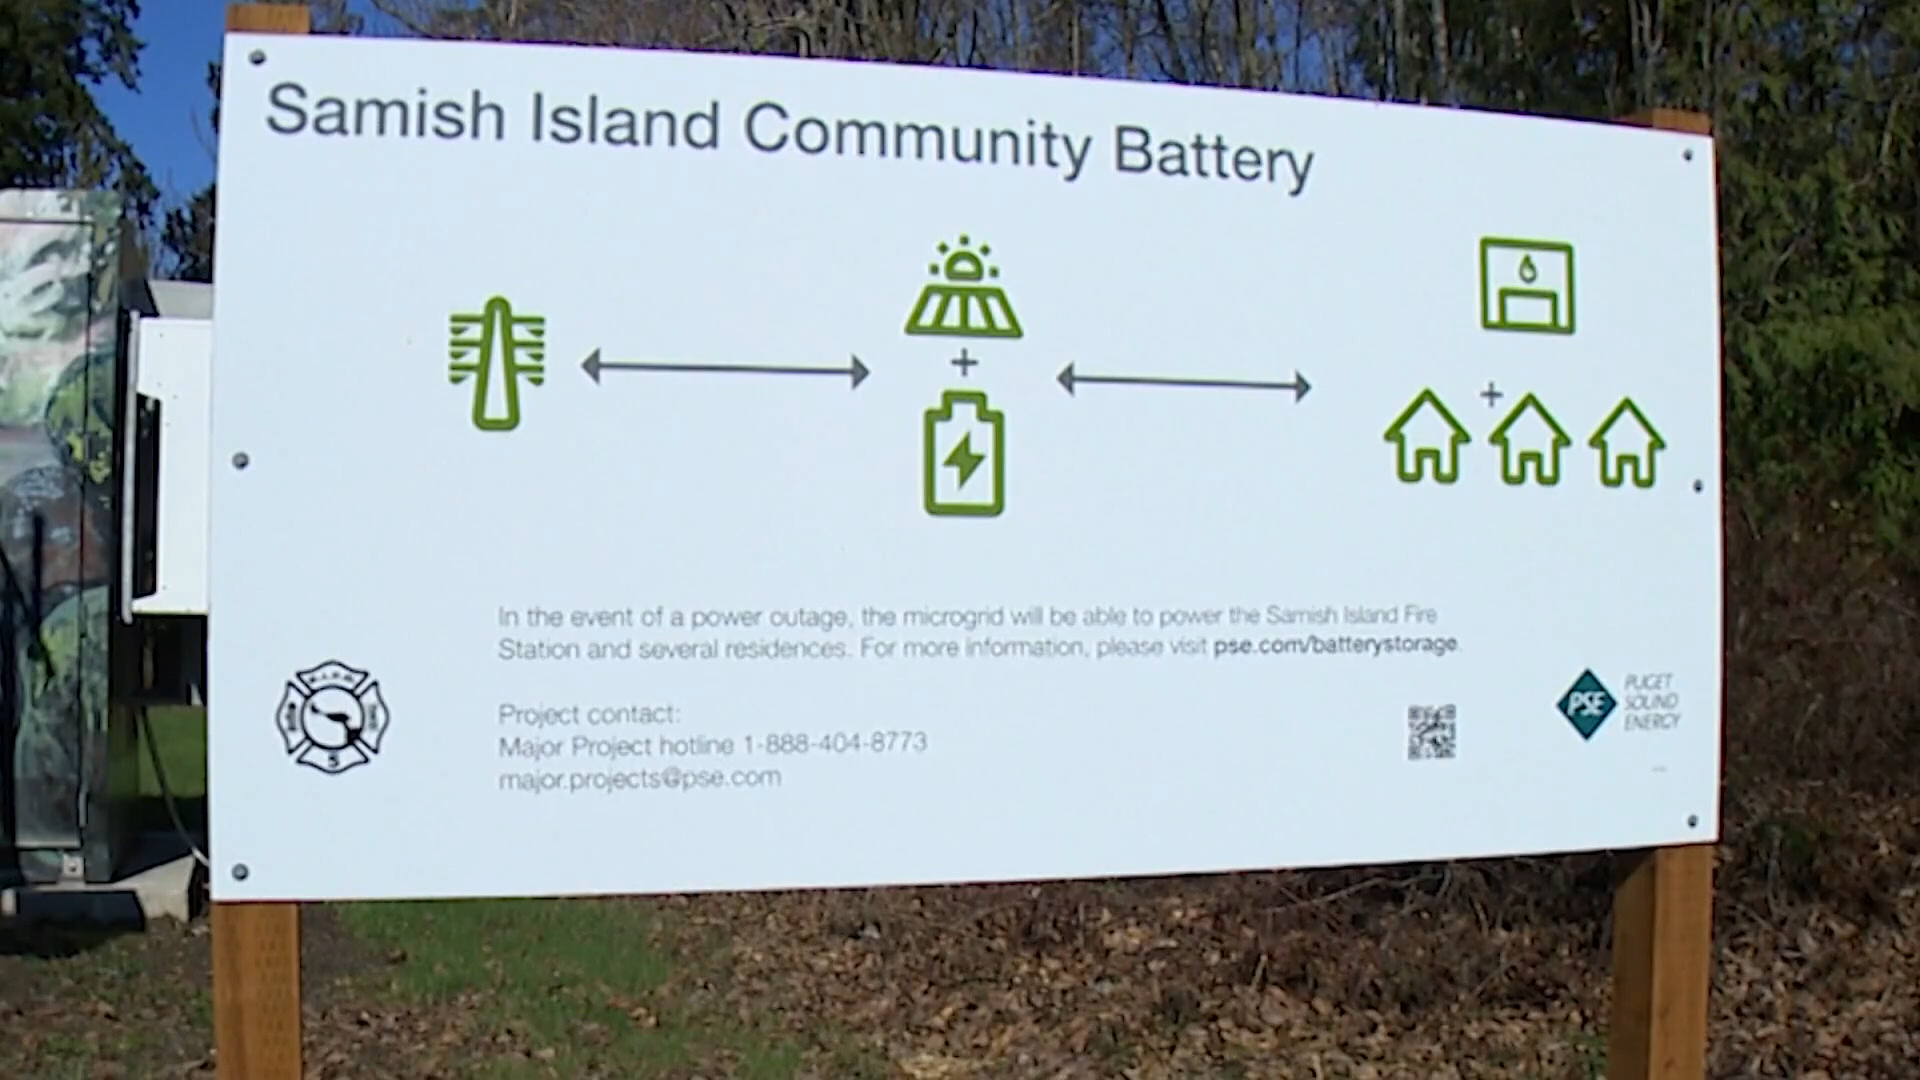 Samish Island Community Battery
+
+
In the event of a power outage, the microgrid will be able to power the Samish Island Fire
Station and several residences. For more information, please visit pse.com/batterystorage.
Project contact:
Major Project hotline 1-888-404-8773
major.projects@pse.com
5
PSE
PUGET
SOUND
ENERGY